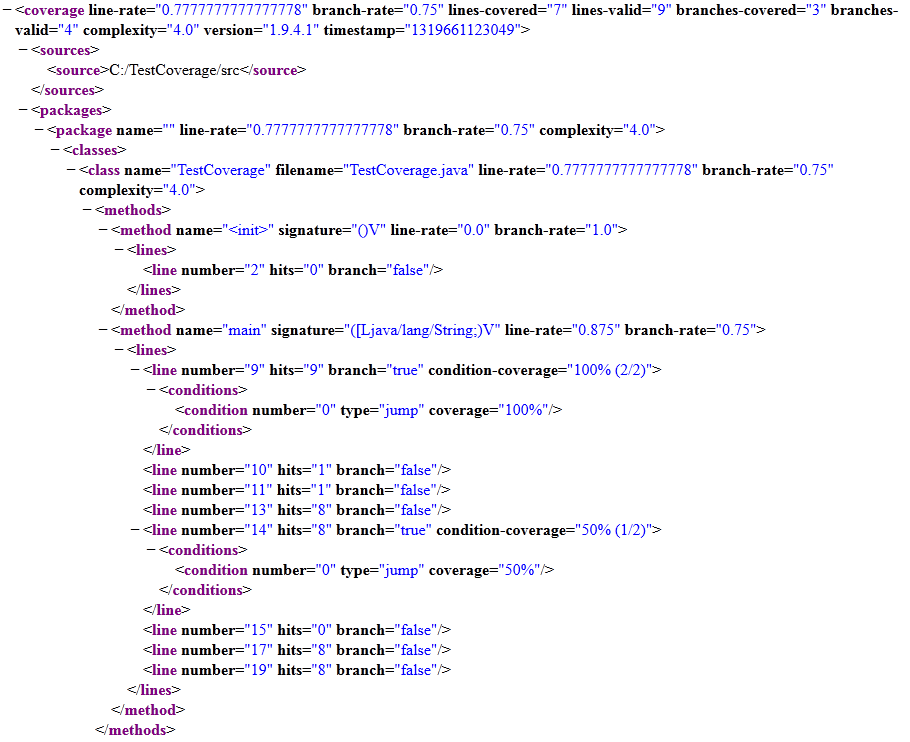 −<coverage line-rate="0.7777777777777778" branch-rate="0.75" lines-covered="7" lines-valid="9" branches-covered="3" branches-
valid="4" complexity="4.0" version="1.9.4.1" timestamp="1319661123049">
−<sources>
<source>C:/TestCoverage/src</source>
</sources>
−<packages>
−<package name="" line-rate="0.7777777777777778" branch-rate="0.75" complexity="4.0">
−<classes>
−<class name="TestCoverage" filename="TestCoverage.java" line-rate="0.7777777777777778" branch-rate="0.75"
complexity="4.0">
−<methods>
−<method name="<init>" signature="()V" line-rate="0.0" branch-rate="1.0">
−<lines>
<line number="2" hits="0" branch="false"/>
</lines>
</method>
−<method name="main" signature="([Ljava/lang/String;)V" line-rate="0.875" branch-rate="0.75">
−<lines>
−<line number="9" hits="9" branch="true" condition-coverage="100% (2/2)">
−<conditions>
<condition number="0" type="jump" coverage="100%"/>
</conditions>
</line>
<line number="10" hits="1" branch="false"/>
<line number="11" hits="1" branch="false"/>
<line number="13" hits="8" branch="false"/>
−<line number="14" hits="8" branch="true" condition-coverage="50% (1/2)">
−<conditions>
<condition number="0" type="jump" coverage="50%"/>
</conditions>
</line>
<line number="15" hits="0" branch="false"/>
<line number="17" hits="8" branch="false"/>
<line number="19" hits="8" branch="false"/>
</lines>
</method>
</methods>